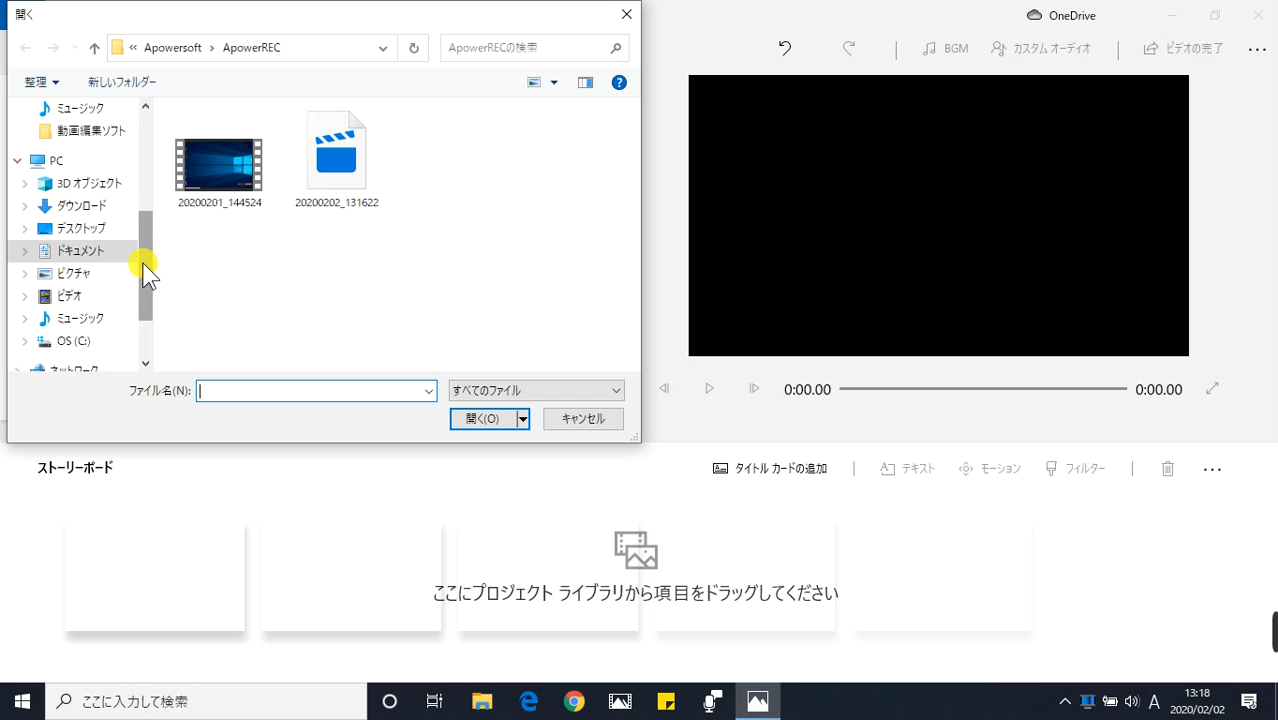 開く
OneDrive
Apowersoft
ApowerREC
ApowerRECの検索
BGM
カスタム オーディオ
ビデオの完了
整理
新しいフォルダー
ミュージック
動画編集ソフト
PC
3D オブジェクト
ダウンロード
デスクトップ
ドキュメント
ピクチャ
ビデオ
ミュージック
OS (C:)
ネットワーク
20200201_144524
20200202_131622
ファイル名(N):
すべてのファイル
開く(O)
キャンセル
0:00.00
0:00.00
ストーリーボード
タイトル カードの追加
テキスト
モーション
フィルター
ここにプロジェクト ライブラリから項目をドラッグしてください
ここに入力して検索
A
13:18
2020/02/02